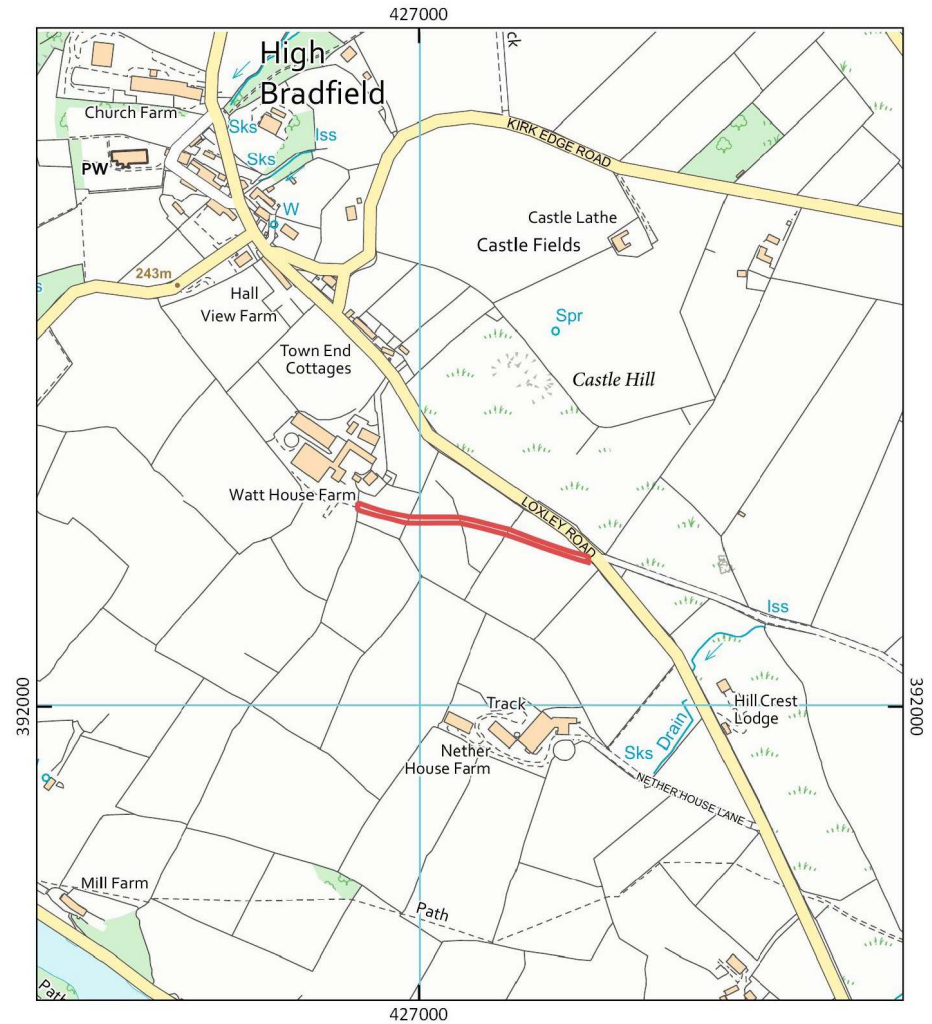 427000
ck
High
Bradfield
Church Farm
Sks
Iss
PW
Sks
KIRK EDGE ROAD
W
Castle Lathe
Castle Fields
243m
s
Hall
View Farm
Spr
Town End
Cottages
Castle Hill
Watt House Farm
LOXLEY ROAD
Iss
392000
392000
Track
Hill Crest
Lodge
Drain
Nether
House Farm
Sks
NETHER HOUSE LANE
Mill Farm
Path
Path
427000